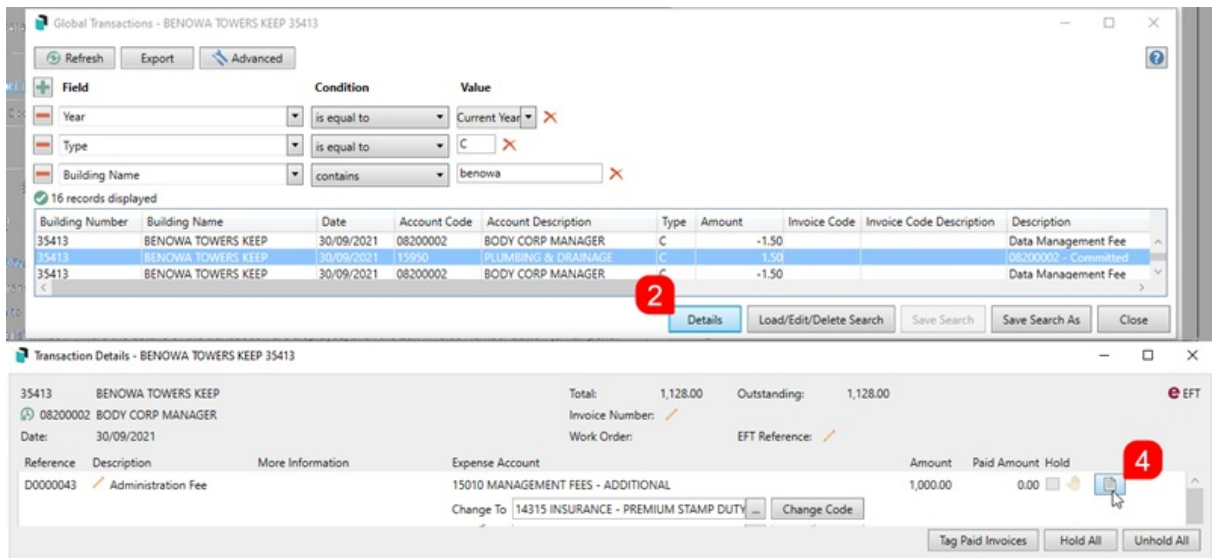 Global Transactions - BENOWA TOWERS KEEP 35413
Refresh Export Advanced
Field Condition Value
Year is equal to Current Year
Type is equal to C
Building Name contains benowa
16 records displayed
Building Number Building Name Date Account Code Account Description Type Amount Invoice Code Invoice Code Description Description
35413 BENOWA TOWERS KEEP 30/09/2021 08200002 BODY CORP MANAGER C -1.50 Data Management Fee
35413 BENOWA TOWERS KEEP 30/09/2021 15950 PLUMBING & DRAINAGE C 1.50 08200002 - Committed
35413 BENOWA TOWERS KEEP 30/09/2021 08200002 BODY CORP MANAGER C -1.50 Data Management Fee
2
Details Load/Edit/Delete Search Save Search Save Search As Close
Transaction Details - BENOWA TOWERS KEEP 35413
35413 BENOWA TOWERS KEEP Total: 1,128.00 Outstanding: 1,128.00 e EFT
08200002 BODY CORP MANAGER Invoice Number:
Date: 30/09/2021 Work Order: EFT Reference:
Reference Description More Information Expense Account Amount Paid Amount Hold 4
D0000043 Administration Fee 15010 MANAGEMENT FEES - ADDITIONAL 1,000.00 0.00
Change To 14315 INSURANCE - PREMIUM STAMP DUTY ... Change Code
Tag Paid Invoices Hold All Unhold All